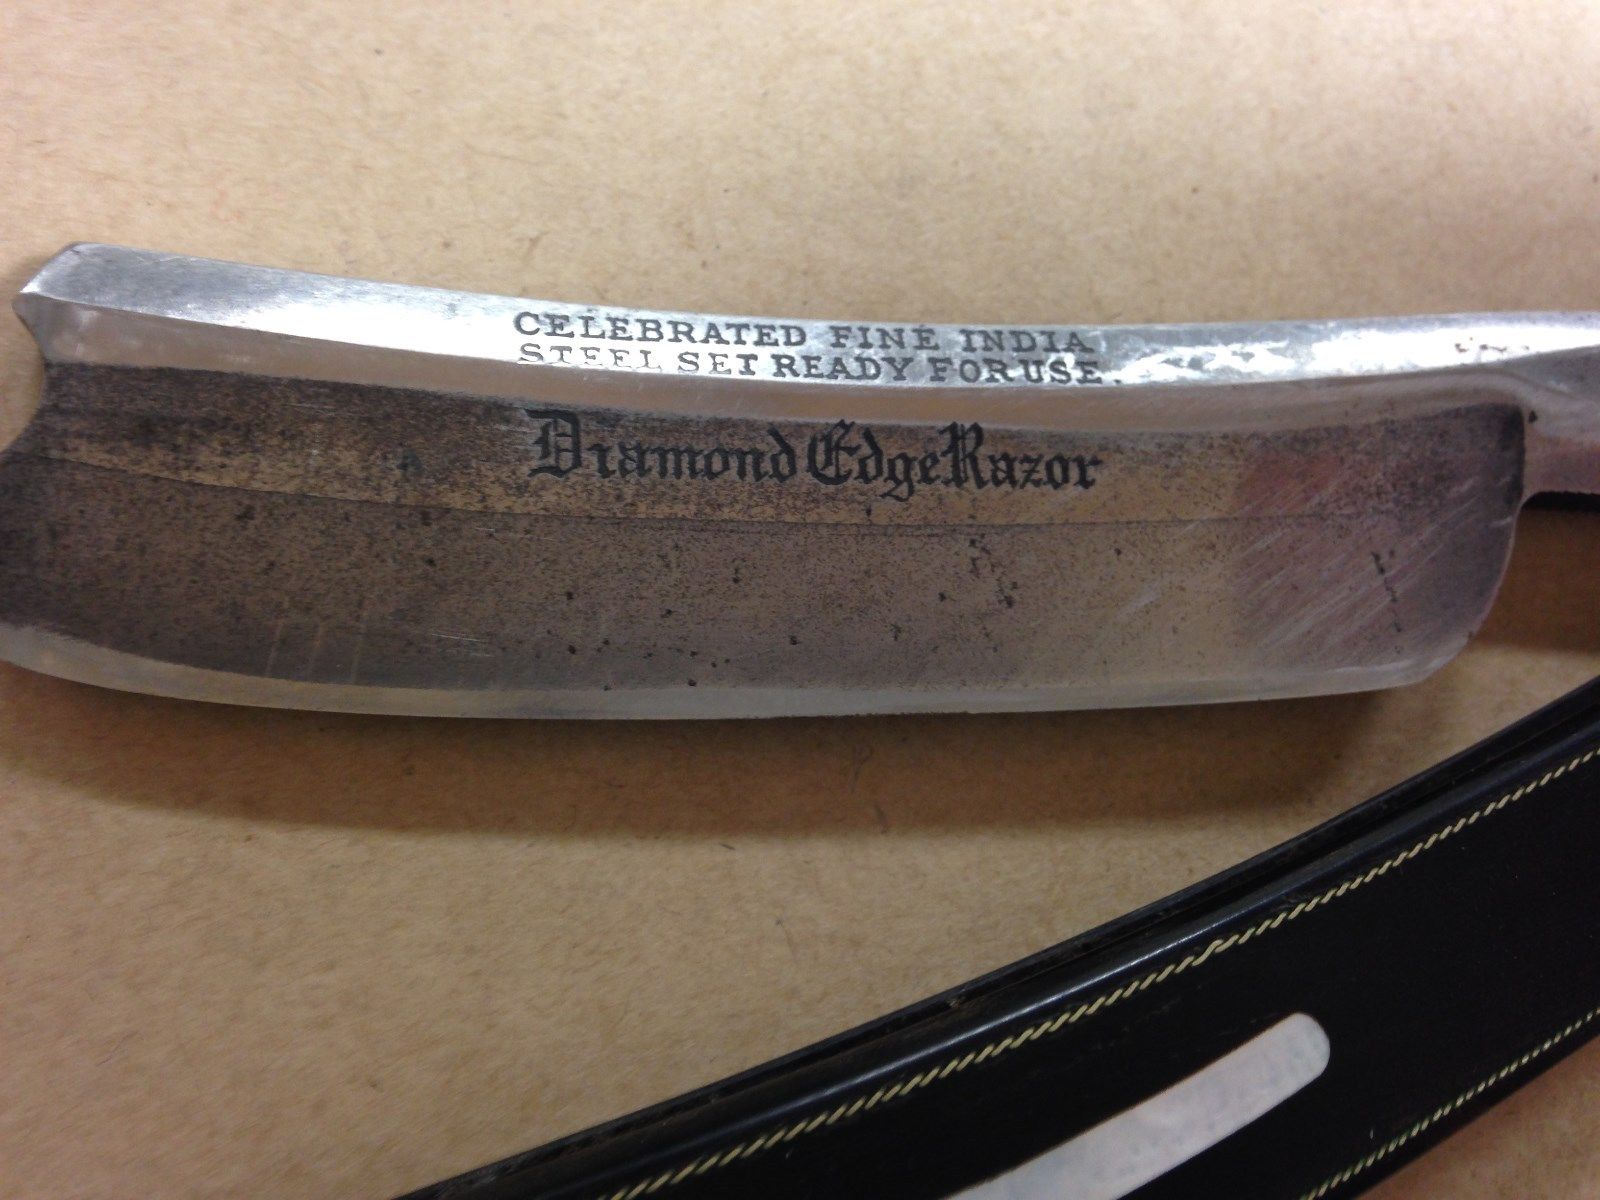 CELEBRATED FINE INDIA
STEEL SET READY FOR USE.
Diamond Edge Razor